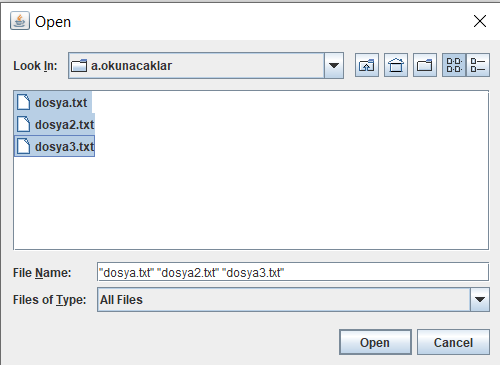 Open
Look In: a.okunacaklar
dosya.txt
dosya2.txt
dosya3.txt
File Name: "dosya.txt" "dosya2.txt" "dosya3.txt"
Files of Type: All Files
Open Cancel